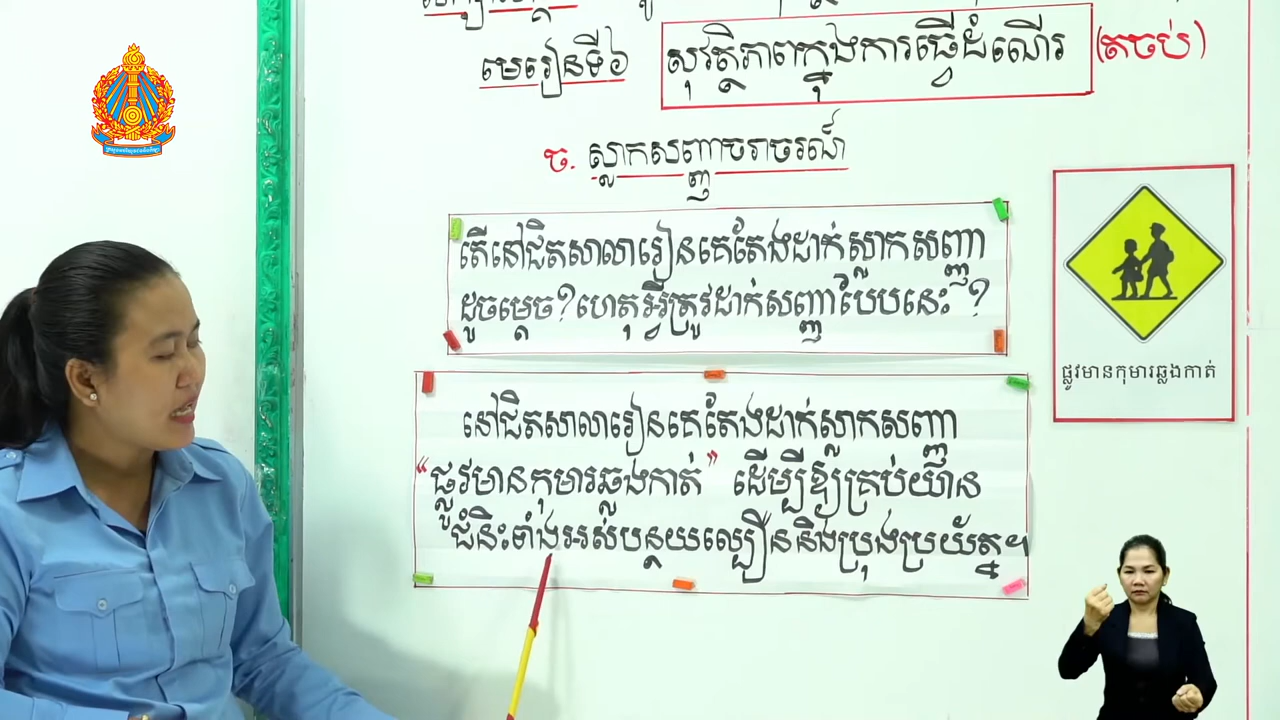 មេរៀនទី៦ សុវត្ថិភាពក្នុងការធ្វើដំណើរ (តចប់)
ច. ស្លាកសញ្ញាចរាចរណ៍
តើនៅជិតសាលារៀនគេតែងដាក់ស្លាកសញ្ញា
ដូចម្ដេច? ហេតុអ្វីត្រូវដាក់សញ្ញាបែបនេះ ?
នៅជិតសាលារៀនគេតែងដាក់ស្លាកសញ្ញា
"ផ្លូវមានកុមារឆ្លងកាត់" ដើម្បីឱ្យគ្រប់យាន
ជំនិះទាំងអស់បន្ថយល្បឿននិងប្រុងប្រយ័ត្ន។
ផ្លូវមានកុមារឆ្លងកាត់